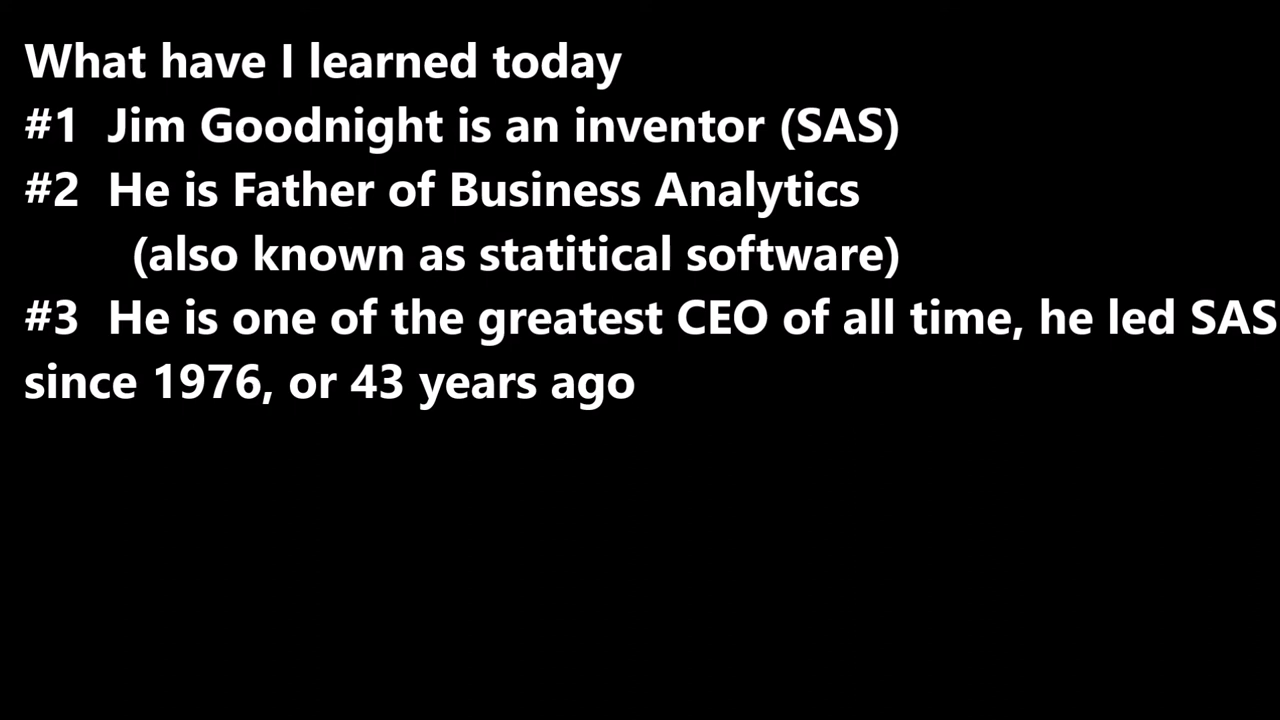 What have I learned today
#1 Jim Goodnight is an inventor (SAS)
#2 He is Father of Business Analytics
(also known as statitical software)
#3 He is one of the greatest CEO of all time, he led SAS
since 1976, or 43 years ago